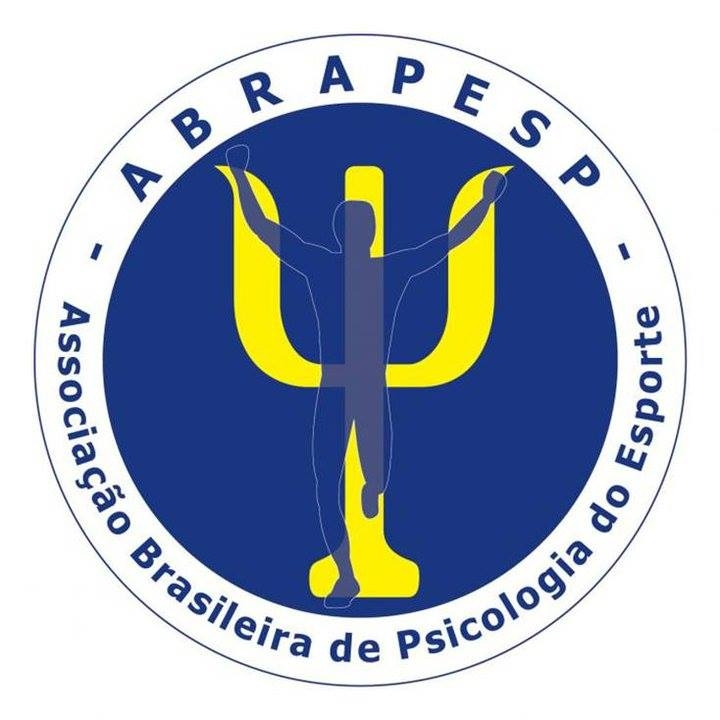 - ABRAPESP -
Associação Brasileira de Psicologia do Esporte